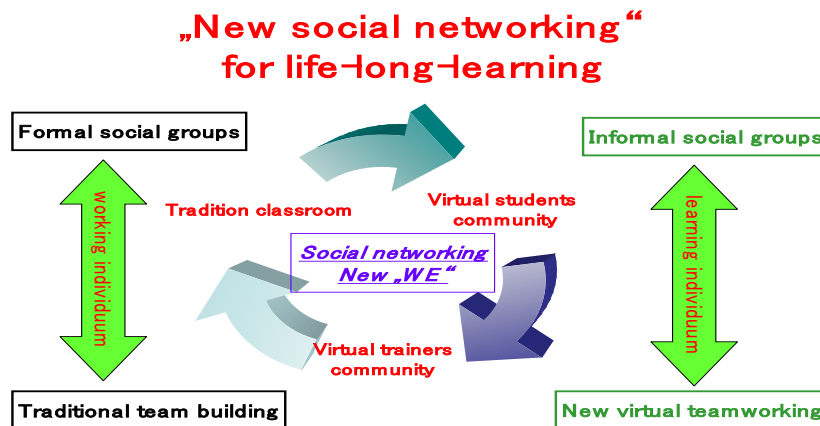 „New social networking“
for life-long-learning
Formal social groups
Informal social groups
working individuum
learning individuum
Tradition classroom
Virtual students
community
Social networking
New „WE“
Virtual trainers
community
Traditional team building
New virtual teamworking